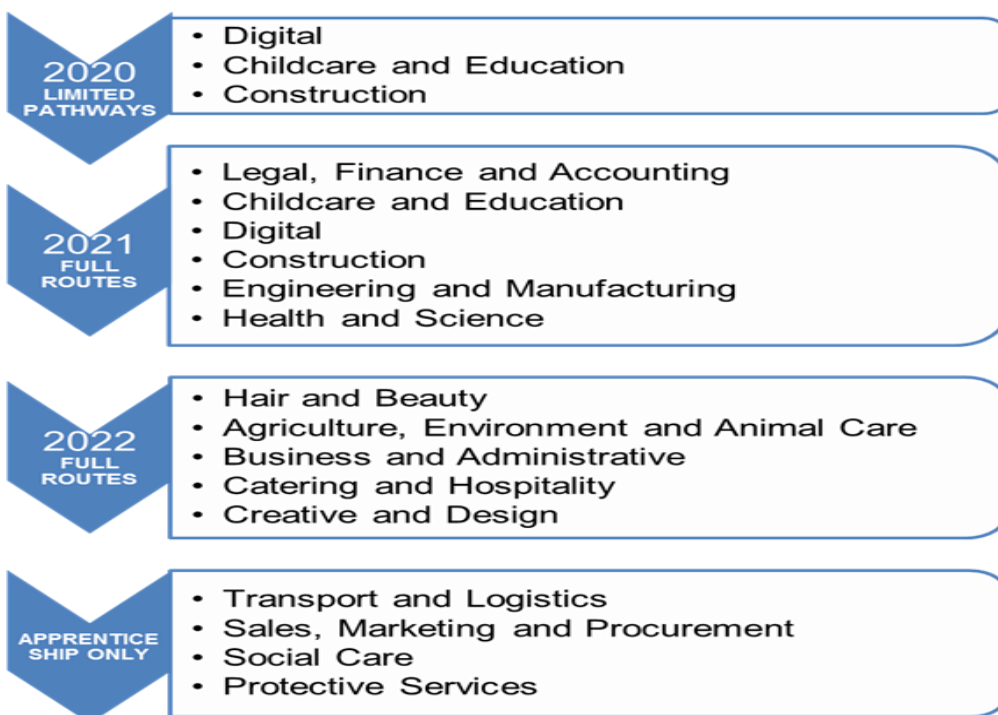 2020
LIMITED
PATHWAYS
• Digital
• Childcare and Education
• Construction
2021
FULL
ROUTES
• Legal, Finance and Accounting
• Childcare and Education
• Digital
• Construction
• Engineering and Manufacturing
• Health and Science
2022
FULL
ROUTES
• Hair and Beauty
• Agriculture, Environment and Animal Care
• Business and Administrative
• Catering and Hospitality
• Creative and Design
APPRENTICE
SHIP ONLY
• Transport and Logistics
• Sales, Marketing and Procurement
• Social Care
• Protective Services